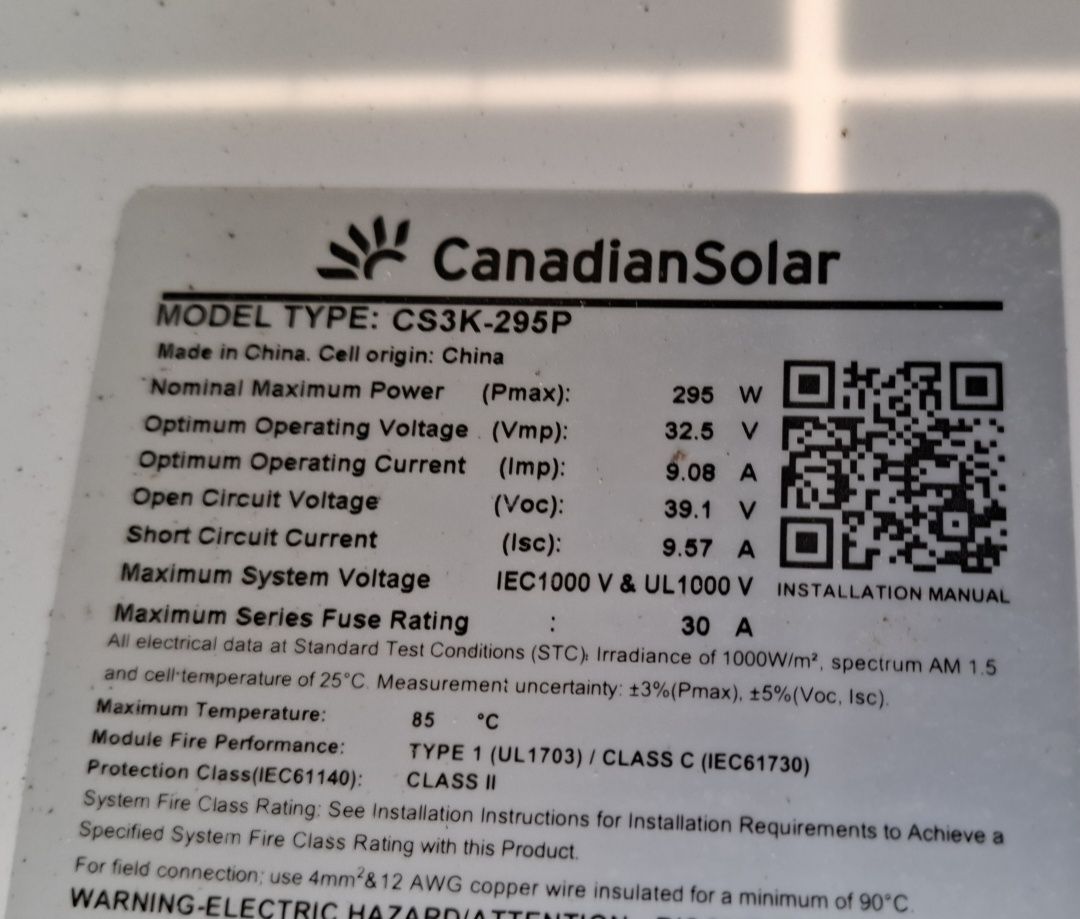 CanadianSolar
MODEL TYPE: CS3K-295P
Made in China. Cell origin: China
Nominal Maximum Power (Pmax): 295 W
Optimum Operating Voltage (Vmp): 32.5 V
Optimum Operating Current (Imp): 9.08 A
Open Circuit Voltage (Voc): 39.1 V
Short Circuit Current (Isc): 9.57 A
Maximum System Voltage IEC1000 V & UL1000 V
INSTALLATION MANUAL
Maximum Series Fuse Rating : 30 A
All electrical data at Standard Test Conditions (STC): Irradiance of 1000W/m², spectrum AM 1.5
and cell temperature of 25°C. Measurement uncertainty: ±3%(Pmax), ±5%(Voc, Isc).
Maximum Temperature: 85 °C
Module Fire Performance: TYPE 1 (UL1703) / CLASS C (IEC61730)
Protection Class(IEC61140): CLASS II
System Fire Class Rating: See Installation Instructions for Installation Requirements to Achieve a
Specified System Fire Class Rating with this Product.
For field connection; use 4mm²&12 AWG copper wire insulated for a minimum of 90°C.
WARNING-ELECTRIC HAZARD/ATTENTION